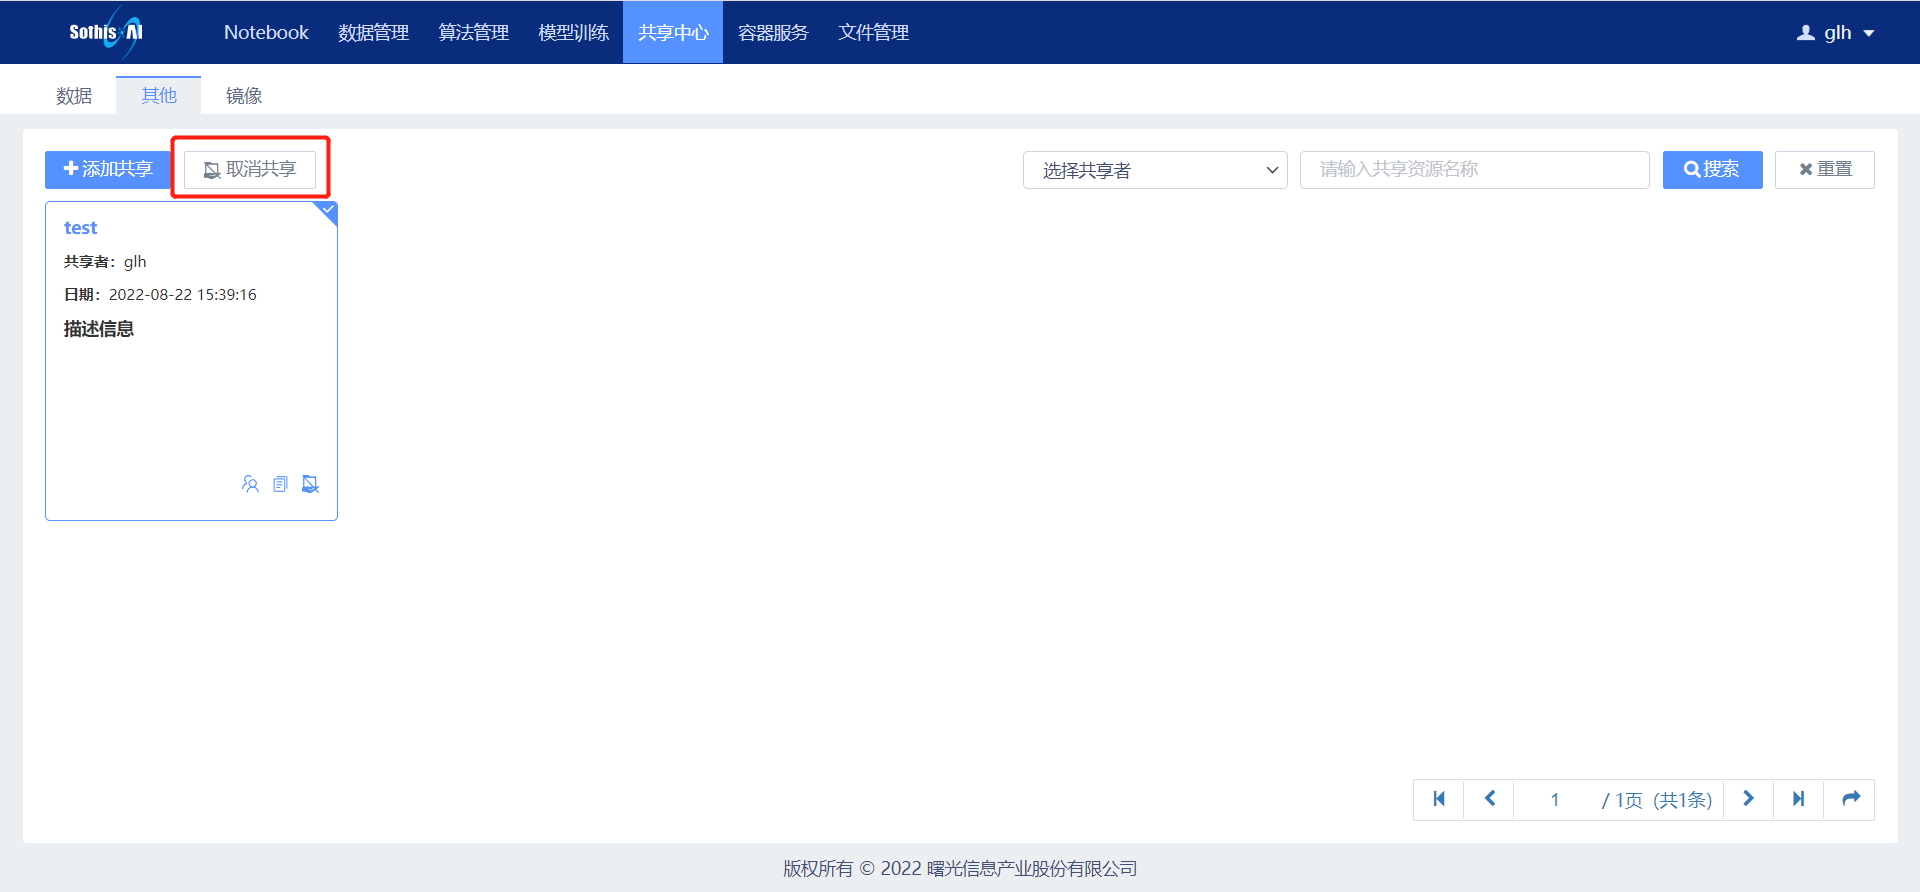 SothisAI Notebook 数据管理 算法管理 模型训练 共享中心 容器服务 文件管理 glh
数据 其他 镜像
添加共享 取消共享 选择共享者 请输入共享资源名称 搜索 重置
test
共享者：glh
日期：2022-08-22 15:39:16
描述信息
1 / 1页 (共1条)
版权所有 © 2022 曙光信息产业股份有限公司